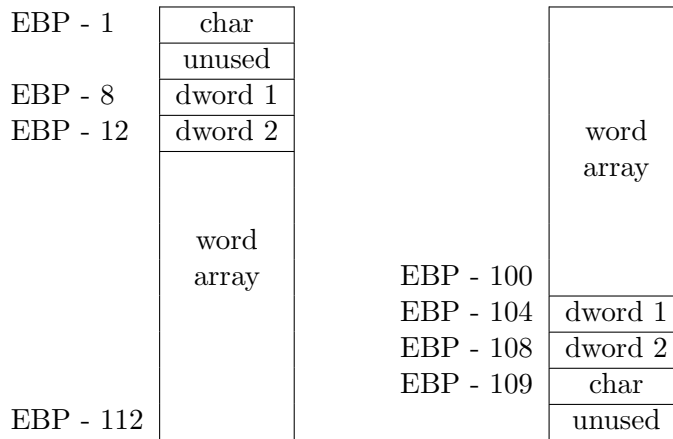 EBP - 1 char
unused
EBP - 8 dword 1
EBP - 12 dword 2
word
array
EBP - 112
word
array
EBP - 100
EBP - 104 dword 1
EBP - 108 dword 2
EBP - 109 char
unused